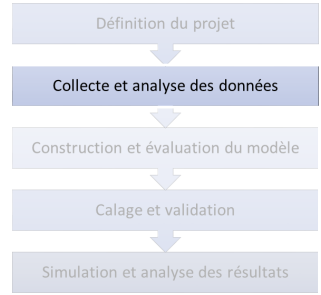 Définition du projet
Collecte et analyse des données
Construction et évaluation du modèle
Calage et validation
Simulation et analyse des résultats